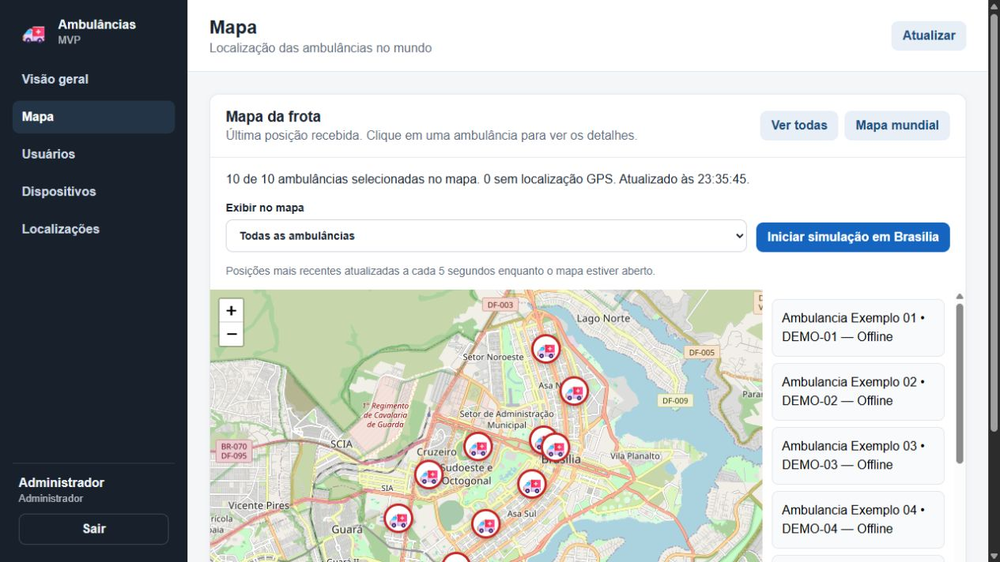 Ambulâncias
MVP
Visão geral
Mapa
Usuários
Dispositivos
Localizações
Administrador
Administrador
Sair
Mapa
Localização das ambulâncias no mundo
Atualizar
Mapa da frota
Última posição recebida. Clique em uma ambulância para ver os detalhes.
Ver todas
Mapa mundial
10 de 10 ambulâncias selecionadas no mapa. 0 sem localização GPS. Atualizado às 23:35:45.
Exibir no mapa
Todas as ambulâncias
Iniciar simulação em Brasília
Posições mais recentes atualizadas a cada 5 segundos enquanto o mapa estiver aberto.
+
−
DF-003
Lago Norte
DF-005
Setor Noroeste
Asa
DF-009
1º Regimento
de Cavalaria
de Guarda
Setor de Administração
Municipal
SCIA
BR-070
DF-095
Cruzeiro
Sudoeste e
Octogonal
Brasília
Vila Planalto
SIA
Vicente Pires
Guará
Asa Sul
Guará II
Ambulancia Exemplo 01 •
DEMO-01 — Offline
Ambulancia Exemplo 02 •
DEMO-02 — Offline
Ambulancia Exemplo 03 •
DEMO-03 — Offline
Ambulancia Exemplo 04 •
DEMO-04 — Offline